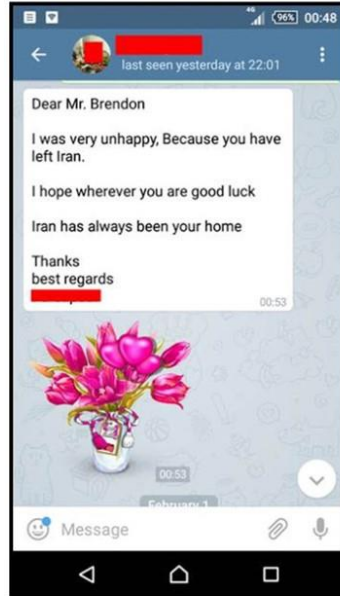 4G 96% 00:48
last seen yesterday at 22:01
Dear Mr. Brendon
I was very unhappy, Because you have
left Iran.
I hope wherever you are good luck
Iran has always been your home
Thanks
best regards
00:53
00:53
February 1
Message